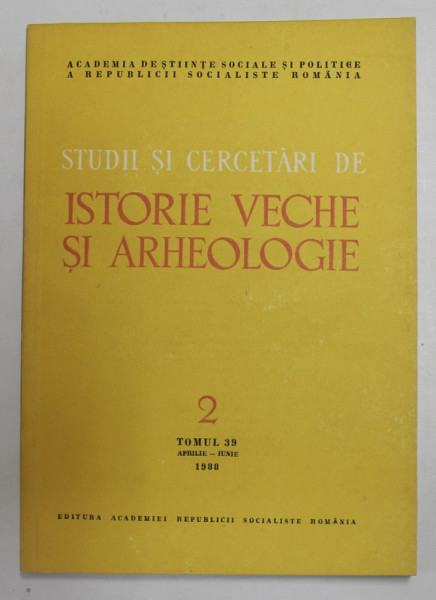 ACADEMIA DE ȘTIINȚE SOCIALE ȘI POLITICE
A REPUBLICII SOCIALISTE ROMÂNIA
STUDII ȘI CERCETĂRI DE
ISTORIE VECHE
ȘI ARHEOLOGIE
2
TOMUL 39
APRILIE – IUNIE
1988
EDITURA ACADEMIEI REPUBLICII SOCIALISTE ROMÂNIA